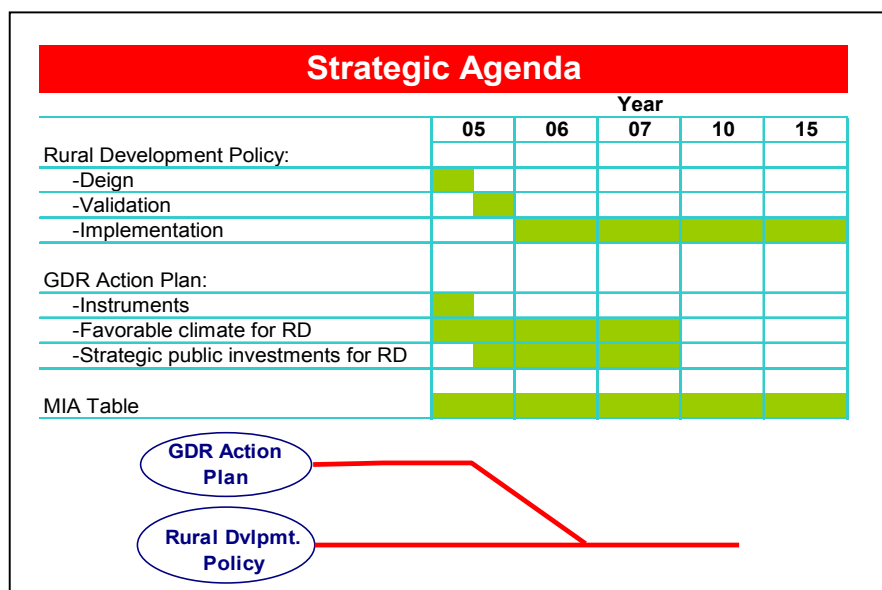 Strategic Agenda
Year
05 06 07 10 15
Rural Development Policy:
-Deign
-Validation
-Implementation
GDR Action Plan:
-Instruments
-Favorable climate for RD
-Strategic public investments for RD
MIA Table
GDR Action
Plan
Rural Dvlpmt.
Policy